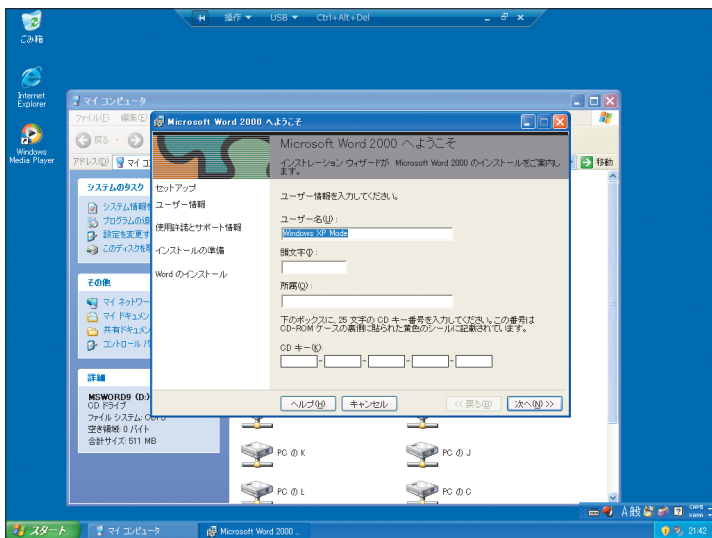 操作 USB Ctrl+Alt+Del
ごみ箱
Internet Explorer
Windows Media Player
マイ コンピュータ
ファイル(F) 編集(E)
戻る
アドレス(D) マイ コ
移動
システムのタスク
システム情報
プログラムの追
設定を変更す
このディスクを
その他
マイ ネットワー
マイ ドキュメン
共有ドキュメン
コントロール パ
詳細
MSWORD9 (D:)
CD ドライブ
ファイル システム: CDFS
空き領域: 0 バイト
合計サイズ: 511 MB
Microsoft Word 2000 へようこそ
Microsoft Word 2000 へようこそ
インストレーション ウィザードが Microsoft Word 2000 のインストールをご案内します。
セットアップ
ユーザー情報
使用許諾とサポート情報
インストールの準備
Word のインストール
ユーザー情報を入力してください。
ユーザー名(U):
Windows XP Mode
頭文字(I):
所属(O):
下のボックスに、25 文字の CD キー番号を入力してください。この番号は
CD-ROM ケースの裏側に貼られた黄色のシールに記載されています。
CD キー(K):
- - - -
ヘルプ(H) キャンセル << 戻る(B) 次へ(N) >>
PC の K
PC の J
PC の L
PC の C
A 般 CAPS KANA
スタート マイ コンピュータ Microsoft Word 2000 ... 21:42